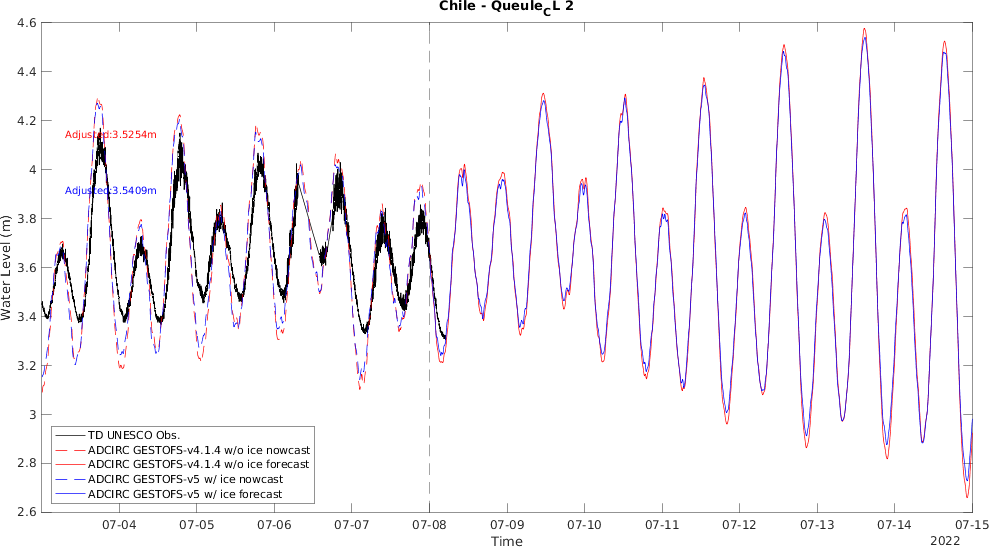 Chile - Queule_CL 2
4.6
4.4
4.2
4
3.8
3.6
3.4
3.2
3
2.8
2.6
Water Level (m)
Adjusted:3.5254m
Adjusted:3.5409m
TD UNESCO Obs.
ADCIRC GESTOFS-v4.1.4 w/o ice nowcast
ADCIRC GESTOFS-v4.1.4 w/o ice forecast
ADCIRC GESTOFS-v5 w/ ice nowcast
ADCIRC GESTOFS-v5 w/ ice forecast
07-04 07-05 07-06 07-07 07-08 07-09 07-10 07-11 07-12 07-13 07-14 07-15
Time
2022